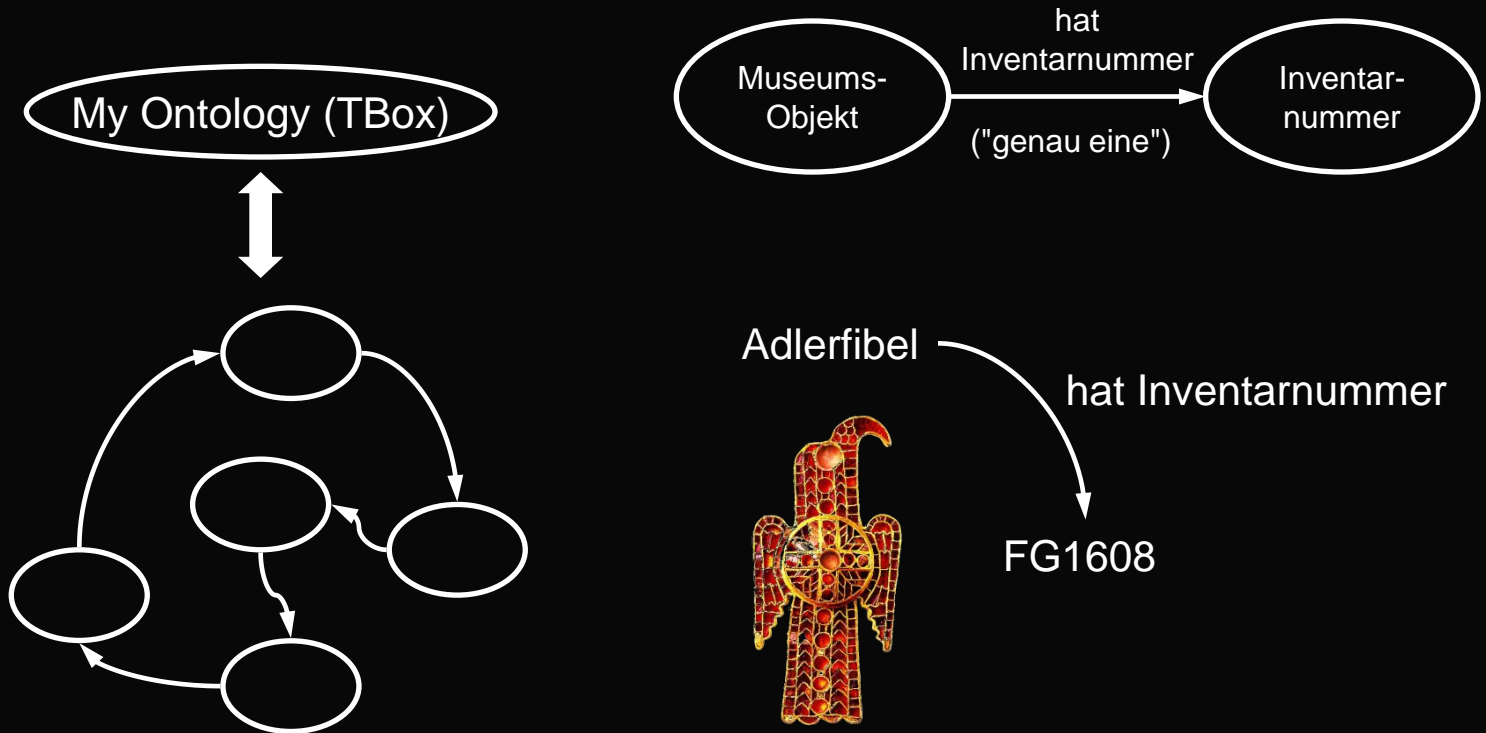 My Ontology (TBox)
Museums-
Objekt
hat
Inventarnummer
("genau eine")
Inventar-
nummer
Adlerfibel
hat Inventarnummer
FG1608